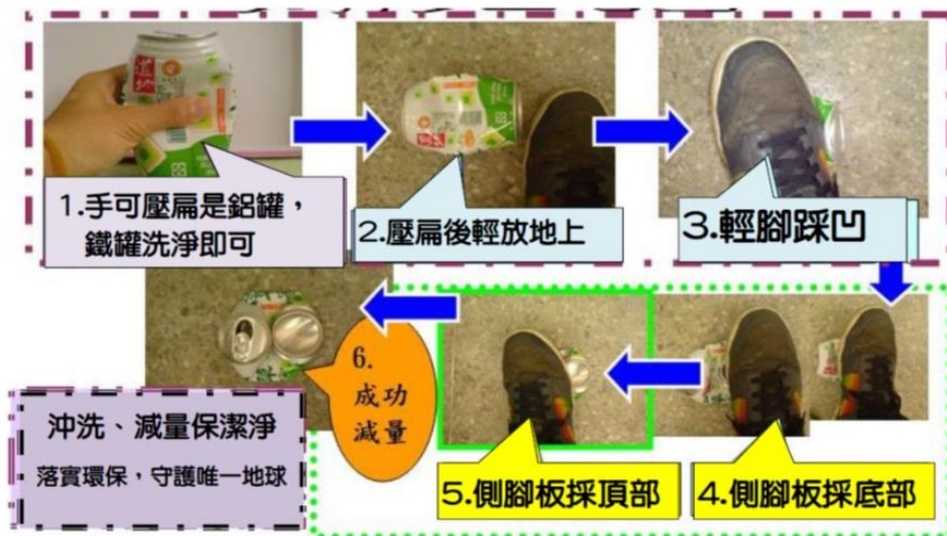 1.手可壓扁是鋁罐，
鐵罐洗淨即可
2.壓扁後輕放地上
3.輕腳踩凹
4.側腳板採底部
5.側腳板採頂部
6.
成功
減量
沖洗、減量保潔淨
落實環保，守護唯一地球